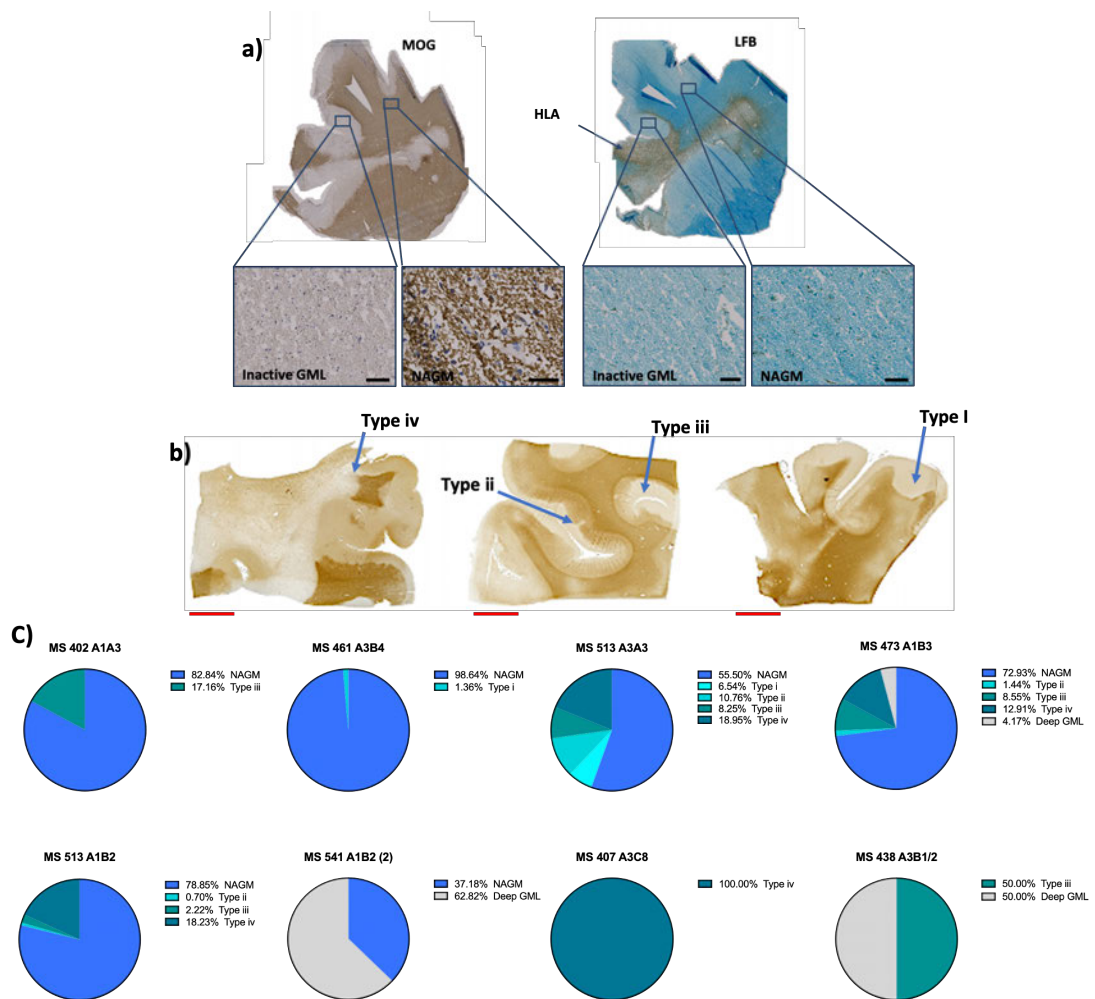 a)
MOG
LFB
HLA
Inactive GML
NAGM
Inactive GML
NAGM
b)
Type iv
Type iii
Type I
Type ii
C)
MS 402 A1A3
82.84% NAGM
17.16% Type iii
MS 461 A3B4
98.64% NAGM
1.36% Type i
MS 513 A3A3
55.50% NAGM
6.54% Type i
10.76% Type ii
8.25% Type iii
18.95% Type iv
MS 473 A1B3
72.93% NAGM
1.44% Type ii
8.55% Type iii
12.91% Type iv
4.17% Deep GML
MS 513 A1B2
78.85% NAGM
0.70% Type ii
2.22% Type iii
18.23% Type iv
MS 541 A1B2 (2)
37.18% NAGM
62.82% Deep GML
MS 407 A3C8
100.00% Type iv
MS 438 A3B1/2
50.00% Type iii
50.00% Deep GML